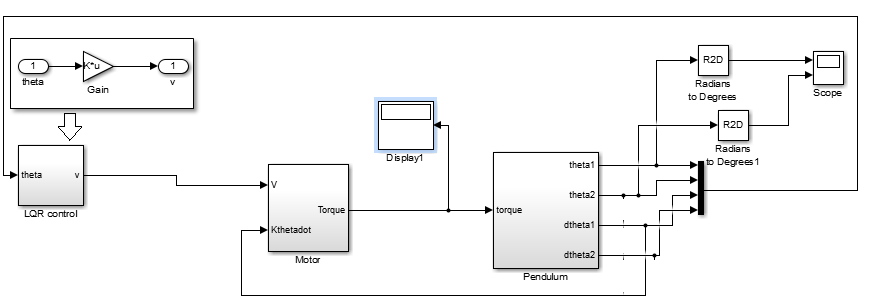 1
theta
K*u
Gain
1
v
theta
v
LQR control
V
Kthetadot
Torque
Motor
Display1
torque
theta1
theta2
dtheta1
dtheta2
Pendulum
R2D
Radians
to Degrees
R2D
Radians
to Degrees1
Scope